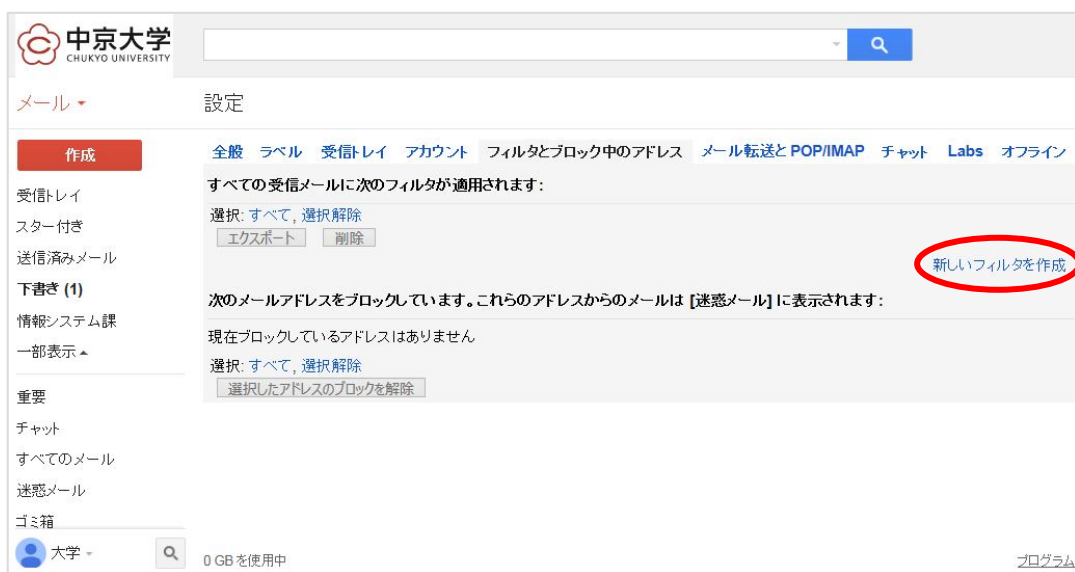 中京大学
CHUKYO UNIVERSITY
メール
設定
作成
全般 ラベル 受信トレイ アカウント フィルタとブロック中のアドレス メール転送と POP/IMAP チャット Labs オフライン
すべての受信メールに次のフィルタが適用されます:
選択: すべて, 選択解除
エクスポート 削除
新しいフィルタを作成
次のメールアドレスをブロックしています。これらのアドレスからのメールは [迷惑メール] に表示されます:
現在ブロックしているアドレスはありません
選択: すべて, 選択解除
選択したアドレスのブロックを解除
受信トレイ
スター付き
送信済みメール
下書き (1)
情報システム課
一部表示
重要
チャット
すべてのメール
迷惑メール
ゴミ箱
大学
0 GB を使用中
プログラム